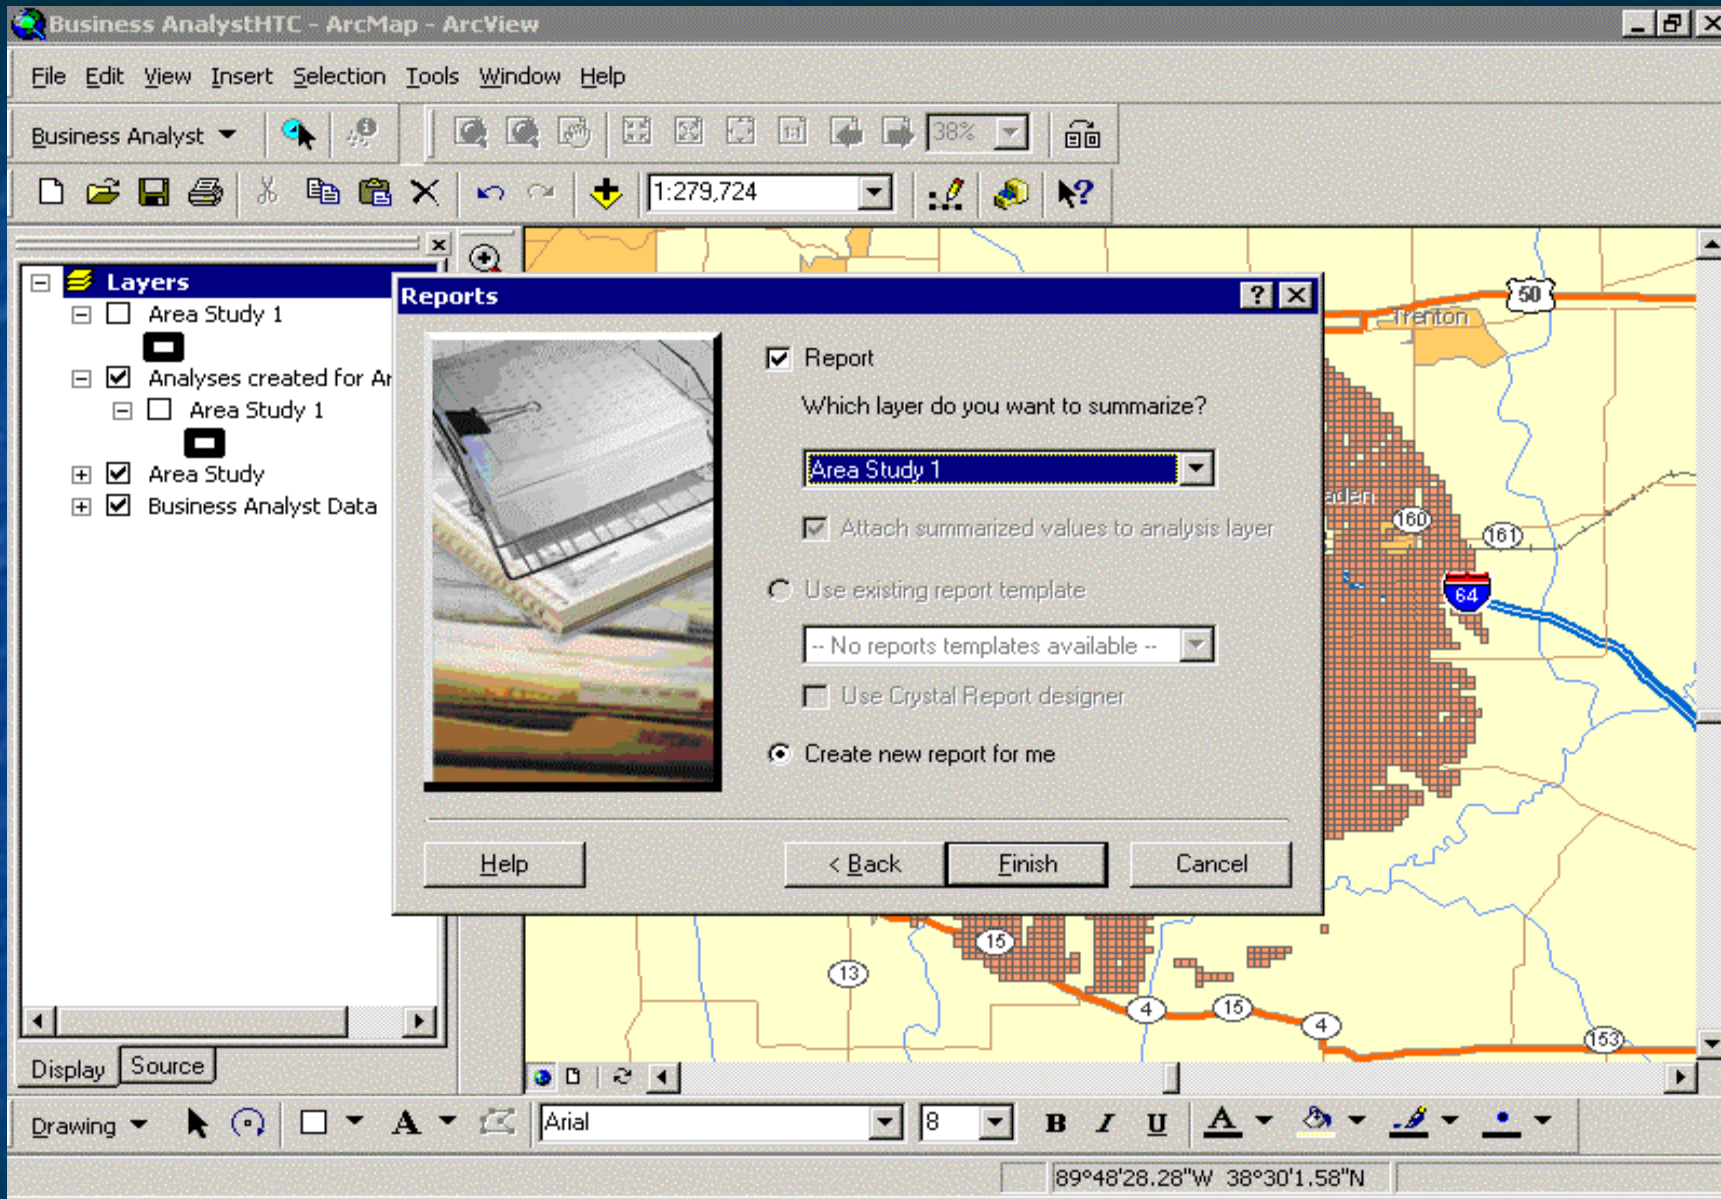 Business AnalystHTC - ArcMap - ArcView
File Edit View Insert Selection Tools Window Help
Business Analyst
38%
1:279,724
Layers
Area Study 1
Analyses created for Ar
Area Study 1
Area Study
Business Analyst Data
Display Source
Reports
Report
Which layer do you want to summarize?
Area Study 1
Attach summarized values to analysis layer
Use existing report template
-- No reports templates available --
Use Crystal Report designer
Create new report for me
Help < Back Finish Cancel
50
Trenton
aden
160
161
64
15
13
4
15
4
153
Drawing A Arial 8 B I U A
89°48'28.28"W 38°30'1.58"N